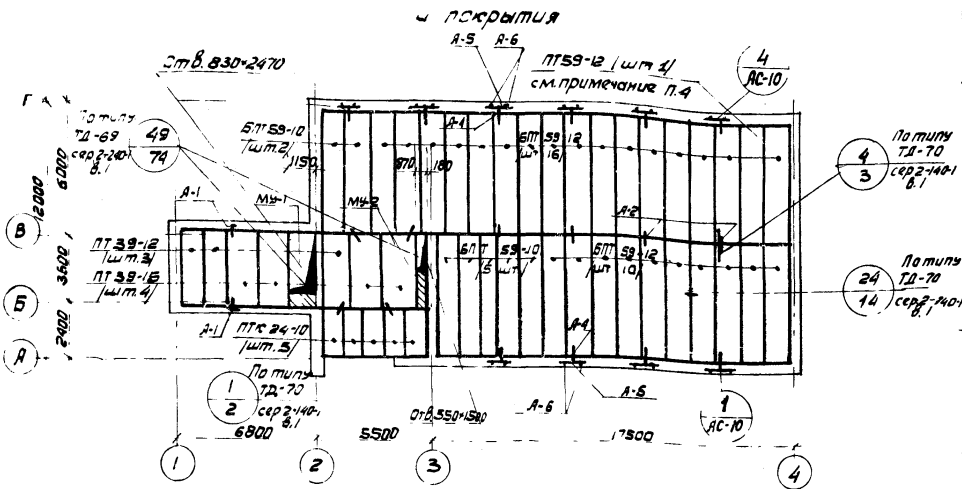 покрытия
А-5 А-6
Отв. 830×2470
ПТ59-12 /шт 1/
см. примечание п.4
4
АС-10
Г
По типу
ТД-69
сер 2-240-1
в.1
49
74
БПТ 59-10
/шт.2/
1150
А-1
870
180
БПТ 59-12
/шт 16/
По типу
ТД-70
сер 2-140-1
в.1
4
3
6000
12000
А-1
МУ-1
МУ-2
А-2
В
ПТ 39-12
/шт.3/
БПТ 59-10
/5 шт/
БПТ 59-12
/шт 10/
3600
ПТ 39-15
/шт.4/
24
14
По типу
ТД-70
сер 2-140-1
в.1
Б
2400
А-1
ПТК 24-10
/шт.5/
А-4
А
1
2
По типу
ТД-70
сер 2-140-1
в.1
Отв. 550×1500
А-6
А-5
1
АС-10
6800
5500
17500
1
2
3
4